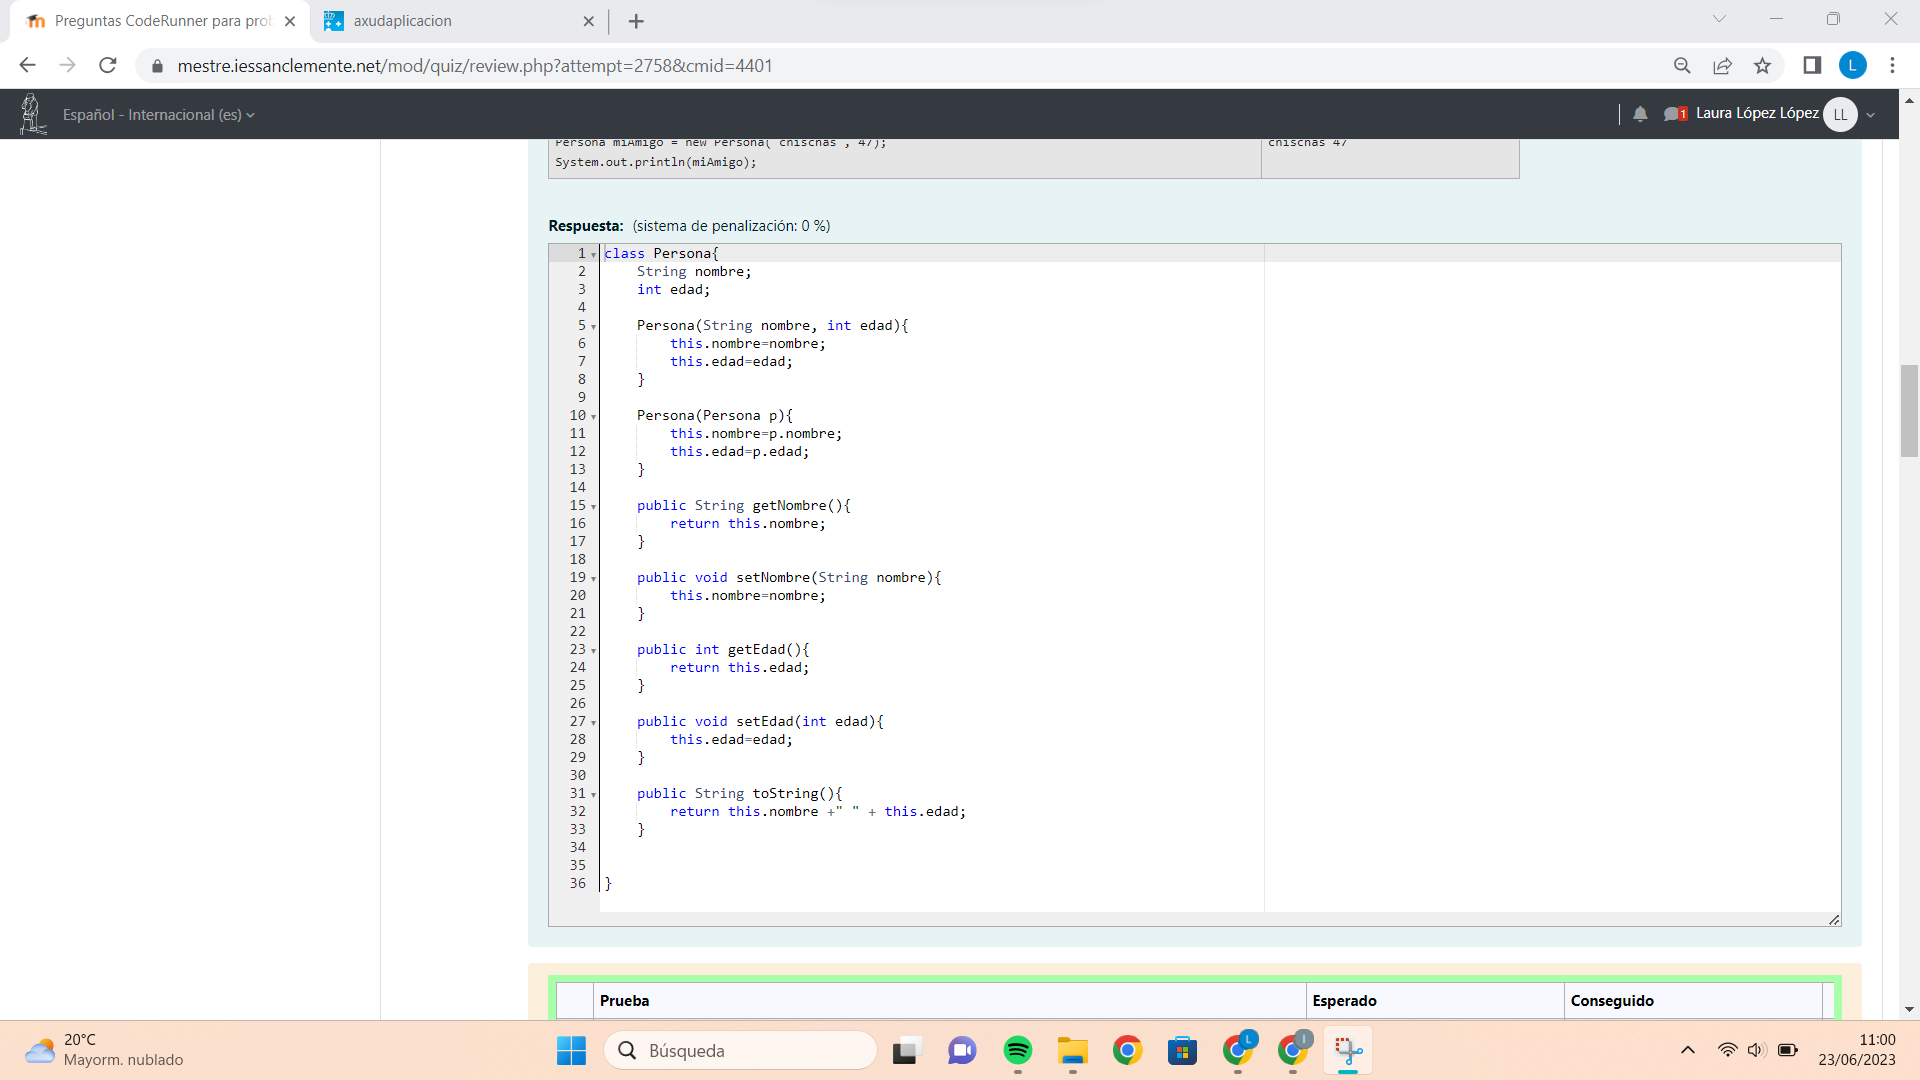 Preguntas CodeRunner para prob
axudaplicacion
mestre.iessanclemente.net/mod/quiz/review.php?attempt=2758&cmid=4401
L
Español - Internacional (es)
1
Laura López López
LL
Persona miAmigo = new Persona("chischas", 47);
chischas 47
System.out.println(miAmigo);
Respuesta: (sistema de penalización: 0 %)
1 class Persona{
2 String nombre;
3 int edad;
4
5 Persona(String nombre, int edad){
6 this.nombre=nombre;
7 this.edad=edad;
8 }
9
10 Persona(Persona p){
11 this.nombre=p.nombre;
12 this.edad=p.edad;
13 }
14
15 public String getNombre(){
16 return this.nombre;
17 }
18
19 public void setNombre(String nombre){
20 this.nombre=nombre;
21 }
22
23 public int getEdad(){
24 return this.edad;
25 }
26
27 public void setEdad(int edad){
28 this.edad=edad;
29 }
30
31 public String toString(){
32 return this.nombre +" " + this.edad;
33 }
34
35
36 }
Prueba
Esperado
Conseguido
20°C
Mayorm. nublado
Búsqueda
L
I
11:00
23/06/2023